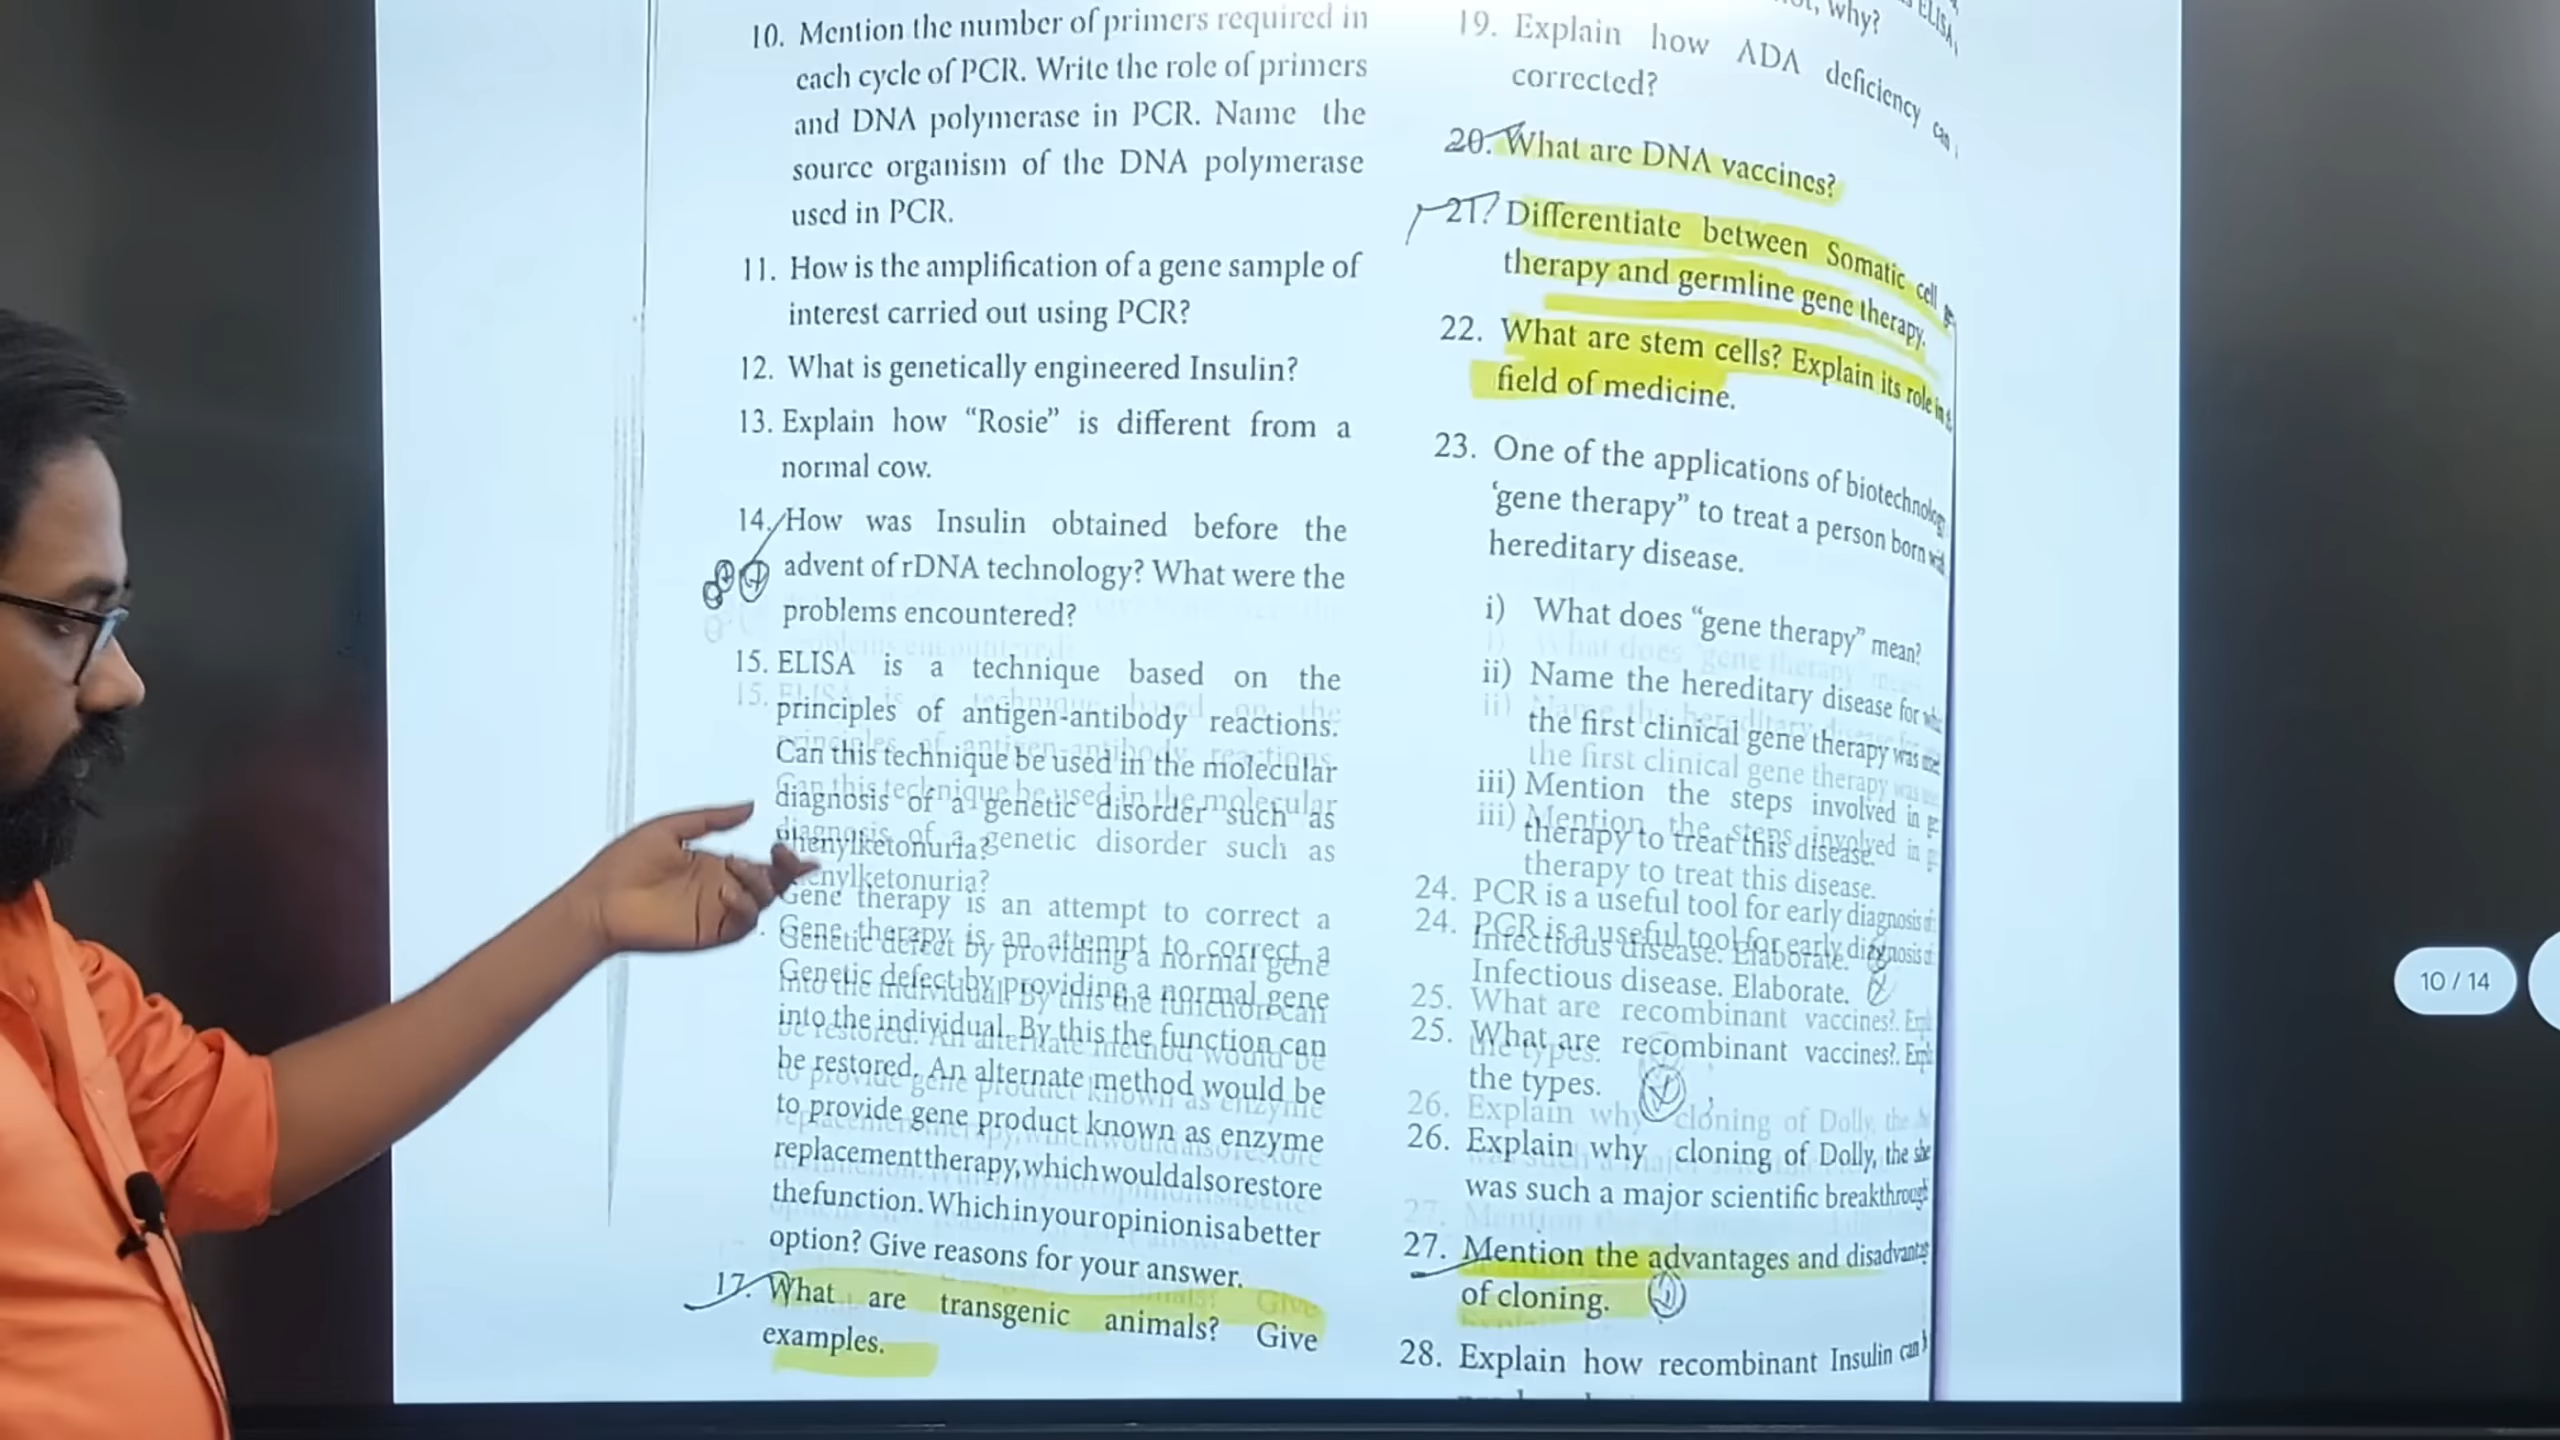 10. Mention the number of primers required in
each cycle of PCR. Write the role of primers
and DNA polymerase in PCR. Name the
source organism of the DNA polymerase
used in PCR.
11. How is the amplification of a gene sample of
interest carried out using PCR?
12. What is genetically engineered Insulin?
13. Explain how “Rosie” is different from a
normal cow.
14. How was Insulin obtained before the
advent of rDNA technology? What were the
problems encountered?
15. ELISA is a technique based on the
principles of antigen-antibody reactions.
Can this technique be used in the molecular
diagnosis of a genetic disorder such as
phenylketonuria?
Gene therapy is an attempt to correct a
Genetic defect by providing a normal gene
into the individual. By this the function can
be restored. An alternate method would be
to provide gene product known as enzyme
replacement therapy, which would also restore
the function. Which in your opinion is a better
option? Give reasons for your answer.
17. What are transgenic animals? Give
examples.
why?
ELISA
19. Explain how ADA deficiency can
corrected?
20. What are DNA vaccines?
21. Differentiate between Somatic cell
therapy and germline gene therapy.
22. What are stem cells? Explain its role in
field of medicine.
23. One of the applications of biotechnology
‘gene therapy” to treat a person born
hereditary disease.
i) What does “gene therapy” mean?
ii) Name the hereditary disease for
the first clinical gene therapy was
iii) Mention the steps involved in
therapy to treat this disease.
24. PCR is a useful tool for early diagnosis
Infectious disease. Elaborate.
25. What are recombinant vaccines?.
the types.
26. Explain why cloning of Dolly, the
was such a major scientific breakthrough
27. Mention the advantages and
of cloning.
28. Explain how recombinant Insulin can
10 / 14